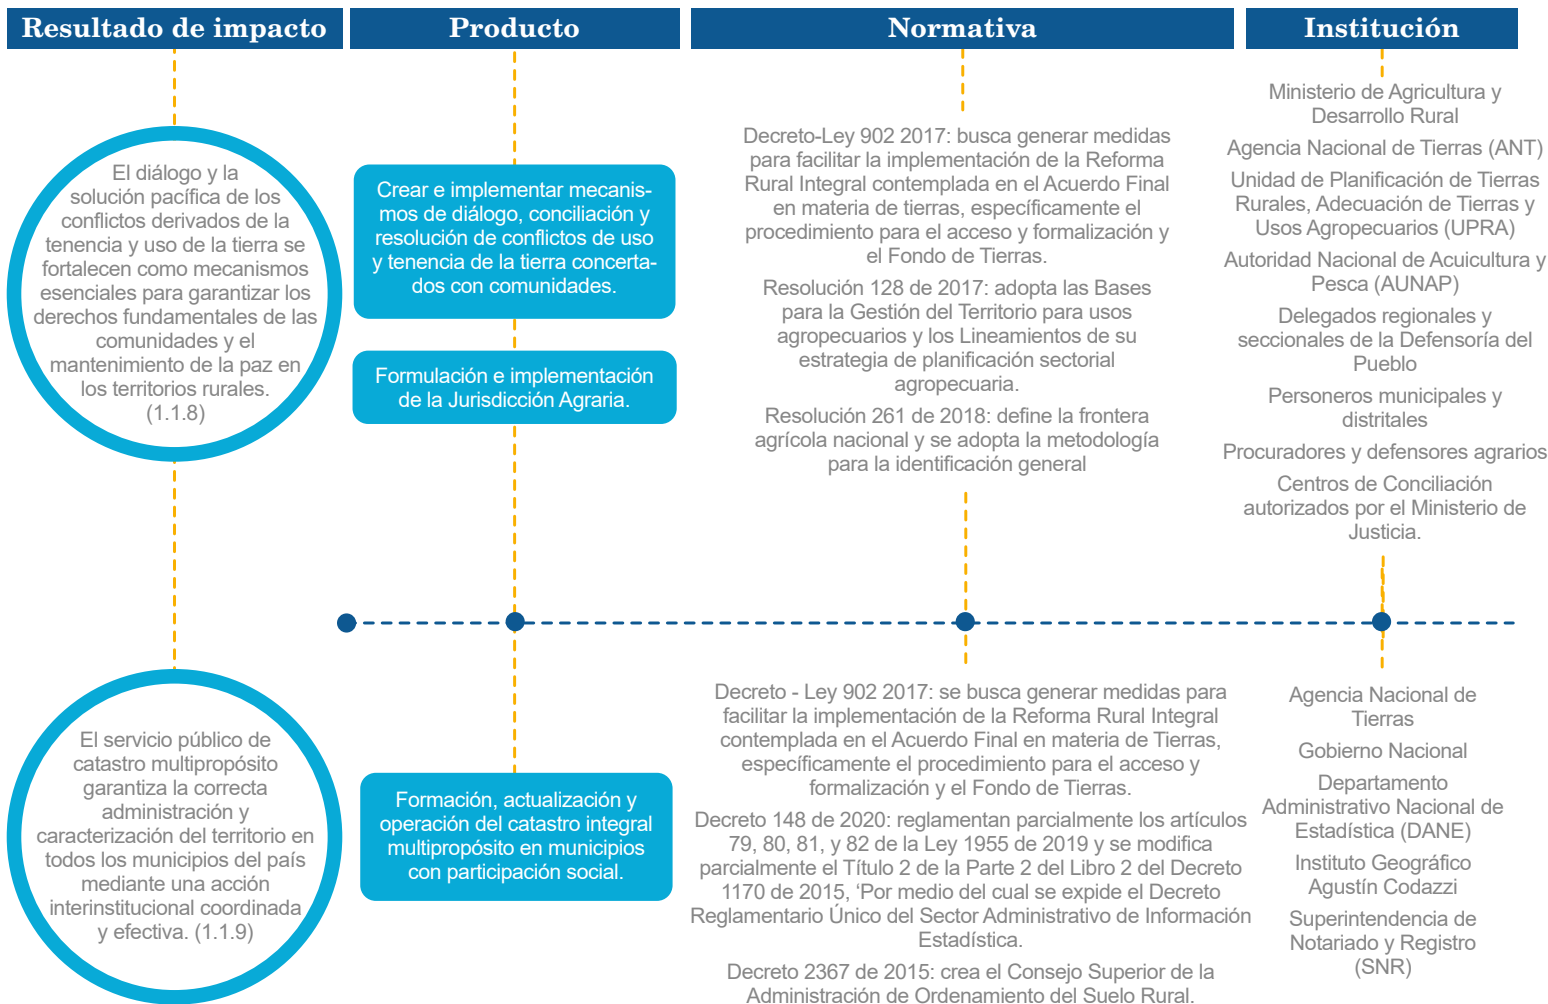 Resultado de impacto
Producto
Normativa
Institución
El diálogo y la
solución pacífica de los
conflictos derivados de la
tenencia y uso de la tierra se
fortalecen como mecanismos
esenciales para garantizar los
derechos fundamentales de las
comunidades y el
mantenimiento de la paz en
los territorios rurales.
(1.1.8)
Crear e implementar mecanis-
mos de diálogo, conciliación y
resolución de conflictos de uso
y tenencia de la tierra concerta-
dos con comunidades.
Formulación e implementación
de la Jurisdicción Agraria.
Decreto-Ley 902 2017: busca generar medidas
para facilitar la implementación de la Reforma
Rural Integral contemplada en el Acuerdo Final
en materia de tierras, específicamente el
procedimiento para el acceso y formalización y
el Fondo de Tierras.
Resolución 128 de 2017: adopta las Bases
para la Gestión del Territorio para usos
agropecuarios y los Lineamientos de su
estrategia de planificación sectorial
agropecuaria.
Resolución 261 de 2018: define la frontera
agrícola nacional y se adopta la metodología
para la identificación general
Ministerio de Agricultura y
Desarrollo Rural
Agencia Nacional de Tierras (ANT)
Unidad de Planificación de Tierras
Rurales, Adecuación de Tierras y
Usos Agropecuarios (UPRA)
Autoridad Nacional de Acuicultura y
Pesca (AUNAP)
Delegados regionales y
seccionales de la Defensoría del
Pueblo
Personeros municipales y
distritales
Procuradores y defensores agrarios
Centros de Conciliación
autorizados por el Ministerio de
Justicia.
El servicio público de
catastro multipropósito
garantiza la correcta
administración y
caracterización del territorio en
todos los municipios del país
mediante una acción
interinstitucional coordinada
y efectiva. (1.1.9)
Formación, actualización y
operación del catastro integral
multipropósito en municipios
con participación social.
Decreto - Ley 902 2017: se busca generar medidas para
facilitar la implementación de la Reforma Rural Integral
contemplada en el Acuerdo Final en materia de Tierras,
específicamente el procedimiento para el acceso y
formalización y el Fondo de Tierras.
Decreto 148 de 2020: reglamentan parcialmente los artículos
79, 80, 81, y 82 de la Ley 1955 de 2019 y se modifica
parcialmente el Título 2 de la Parte 2 del Libro 2 del Decreto
1170 de 2015, ‘Por medio del cual se expide el Decreto
Reglamentario Único del Sector Administrativo de Información
Estadística.
Decreto 2367 de 2015: crea el Consejo Superior de la
Administración de Ordenamiento del Suelo Rural.
Agencia Nacional de
Tierras
Gobierno Nacional
Departamento
Administrativo Nacional de
Estadística (DANE)
Instituto Geográfico
Agustín Codazzi
Superintendencia de
Notariado y Registro
(SNR)